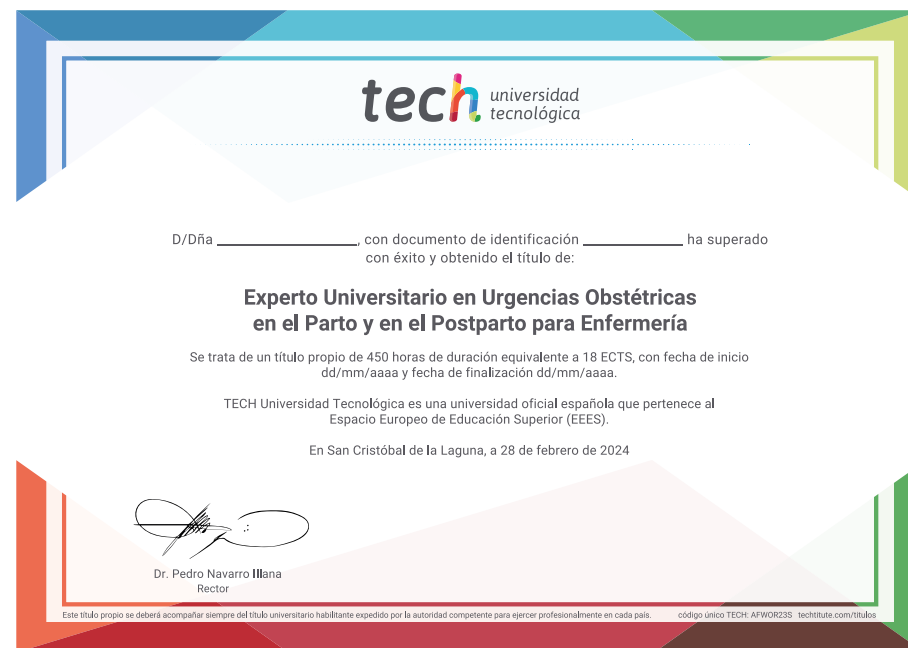 tech universidad
tecnológica
D/Dña ________________, con documento de identificación ____________ ha superado
con éxito y obtenido el título de:
Experto Universitario en Urgencias Obstétricas
en el Parto y en el Postparto para Enfermería
Se trata de un título propio de 450 horas de duración equivalente a 18 ECTS, con fecha de inicio
dd/mm/aaaa y fecha de finalización dd/mm/aaaa.
TECH Universidad Tecnológica es una universidad oficial española que pertenece al
Espacio Europeo de Educación Superior (EEES).
En San Cristóbal de la Laguna, a 28 de febrero de 2024
Dr. Pedro Navarro Illana
Rector
Este título propio se deberá acompañar siempre del título universitario habilitante expedido por la autoridad competente para ejercer profesionalmente en cada país. código único TECH: AFWOR23S techtitute.com/titulos